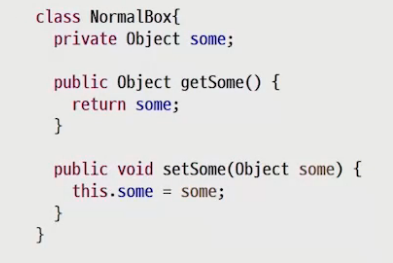 class NormalBox{
  private Object some;

  public Object getSome() {
    return some;
  }

  public void setSome(Object some) {
    this.some = some;
  }
}